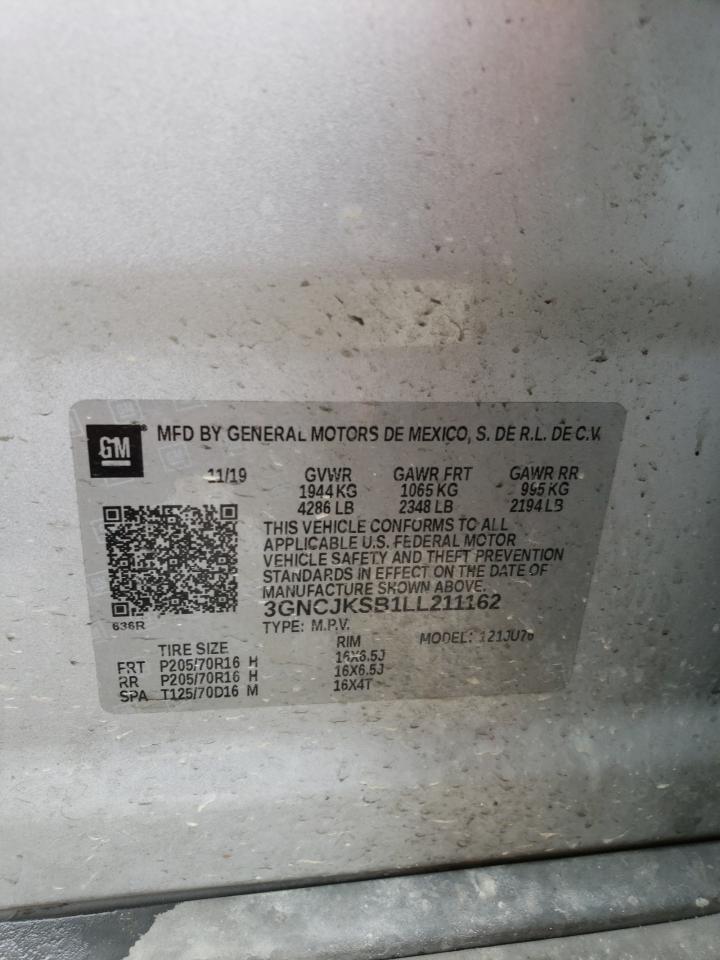 GM
MFD BY GENERAL MOTORS DE MEXICO, S. DE R.L. DE C.V.
11/19 GVWR GAWR FRT GAWR RR
1944 KG 1065 KG 995 KG
4286 LB 2348 LB 2194 LB
THIS VEHICLE CONFORMS TO ALL
APPLICABLE U.S. FEDERAL MOTOR
VEHICLE SAFETY AND THEFT PREVENTION
STANDARDS IN EFFECT ON THE DATE OF
MANUFACTURE SHOWN ABOVE.
3GNCJKSB1LL211162
636R
TYPE: M.P.V.
MODEL: 121JU76
TIRE SIZE RIM
FRT P205/70R16 H 16X6.5J
RR P205/70R16 H 16X6.5J
SPA T125/70D16 M 16X4T